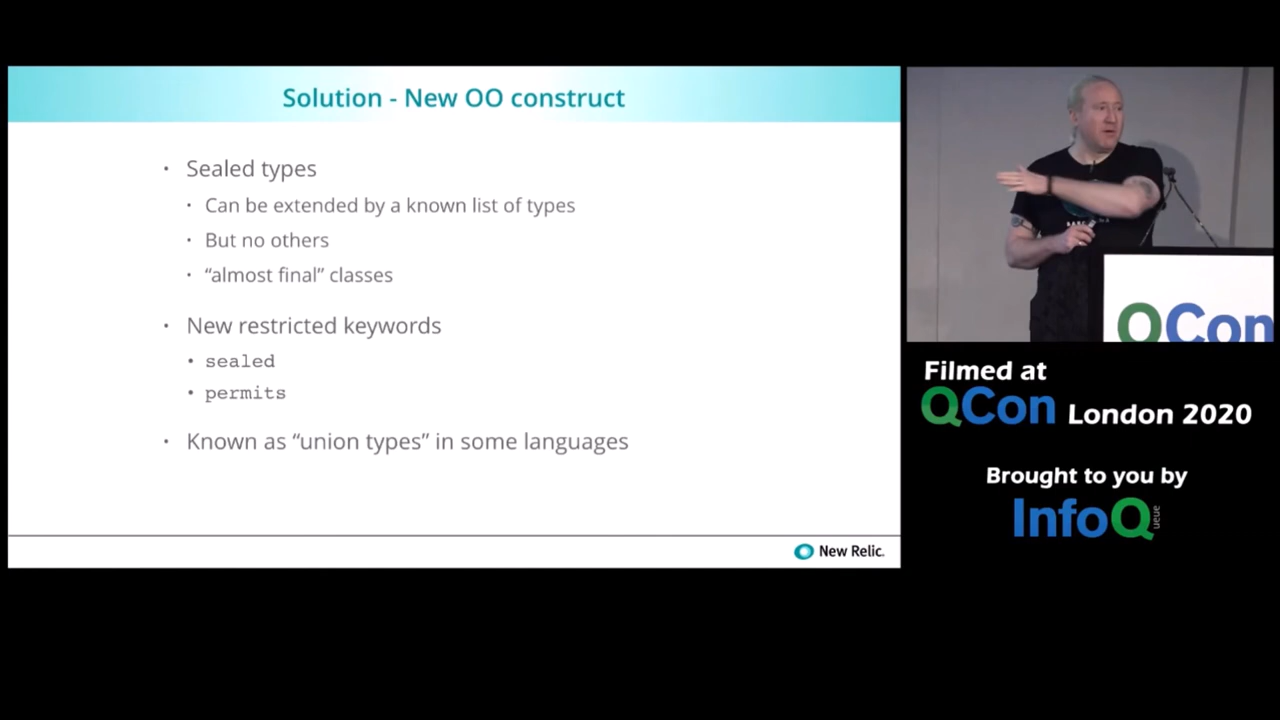 Solution - New OO construct
• Sealed types
• Can be extended by a known list of types
• But no others
• “almost final” classes
• New restricted keywords
• sealed
• permits
• Known as “union types” in some languages
New Relic.
QCon
Filmed at
QCon London 2020
Brought to you by
InfoQueue